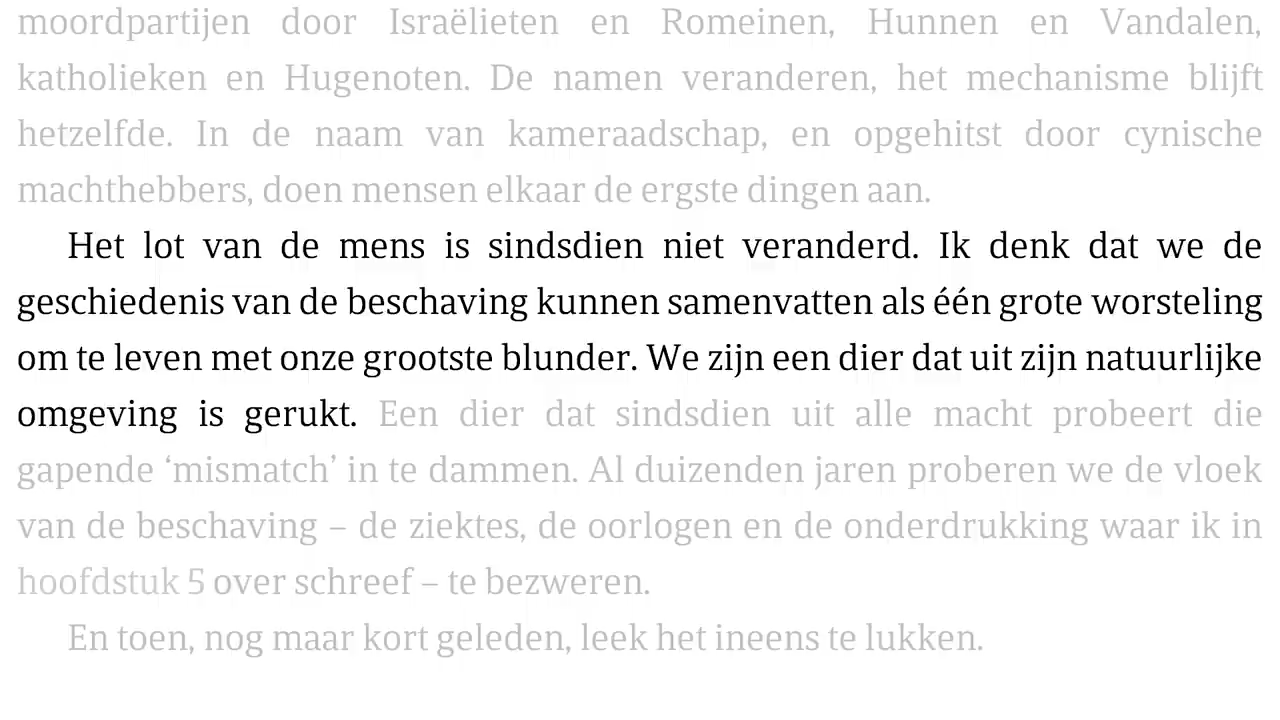 moordpartijen door Israëlieten en Romeinen, Hunnen en Vandalen,
katholieken en Hugenoten. De namen veranderen, het mechanisme blijft
hetzelfde. In de naam van kameraadschap, en opgehitst door cynische
machthebbers, doen mensen elkaar de ergste dingen aan.
Het lot van de mens is sindsdien niet veranderd. Ik denk dat we de
geschiedenis van de beschaving kunnen samenvatten als één grote worsteling
om te leven met onze grootste blunder. We zijn een dier dat uit zijn natuurlijke
omgeving is gerukt. Een dier dat sindsdien uit alle macht probeert die
gapende ‘mismatch’ in te dammen. Al duizenden jaren proberen we de vloek
van de beschaving – de ziektes, de oorlogen en de onderdrukking waar ik in
hoofdstuk 5 over schreef – te bezweren.
En toen, nog maar kort geleden, leek het ineens te lukken.